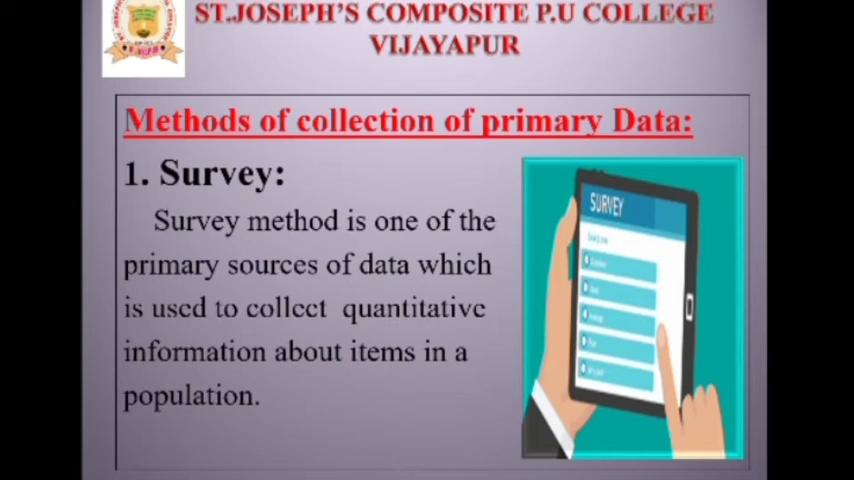 ST.JOSEPH'S COMPOSITE P.U COLLEGE
VIJAYAPUR
Methods of collection of primary Data:
1. Survey:
Survey method is one of the
primary sources of data which
is used to collect quantitative
information about items in a
population.
SURVEY